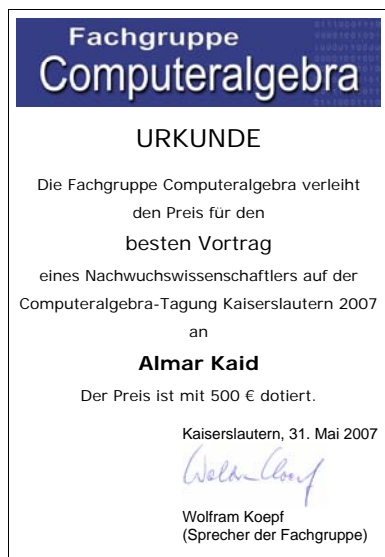 Fachgruppe
Computeralgebra
URKUNDE
Die Fachgruppe Computeralgebra verleiht
den Preis für den
besten Vortrag
eines Nachwuchswissenschaftlers auf der
Computeralgebra-Tagung Kaiserslautern 2007
an
Almar Kaid
Der Preis ist mit 500 € dotiert.
Kaiserslautern, 31. Mai 2007
Wolfram Koepf
(Sprecher der Fachgruppe)